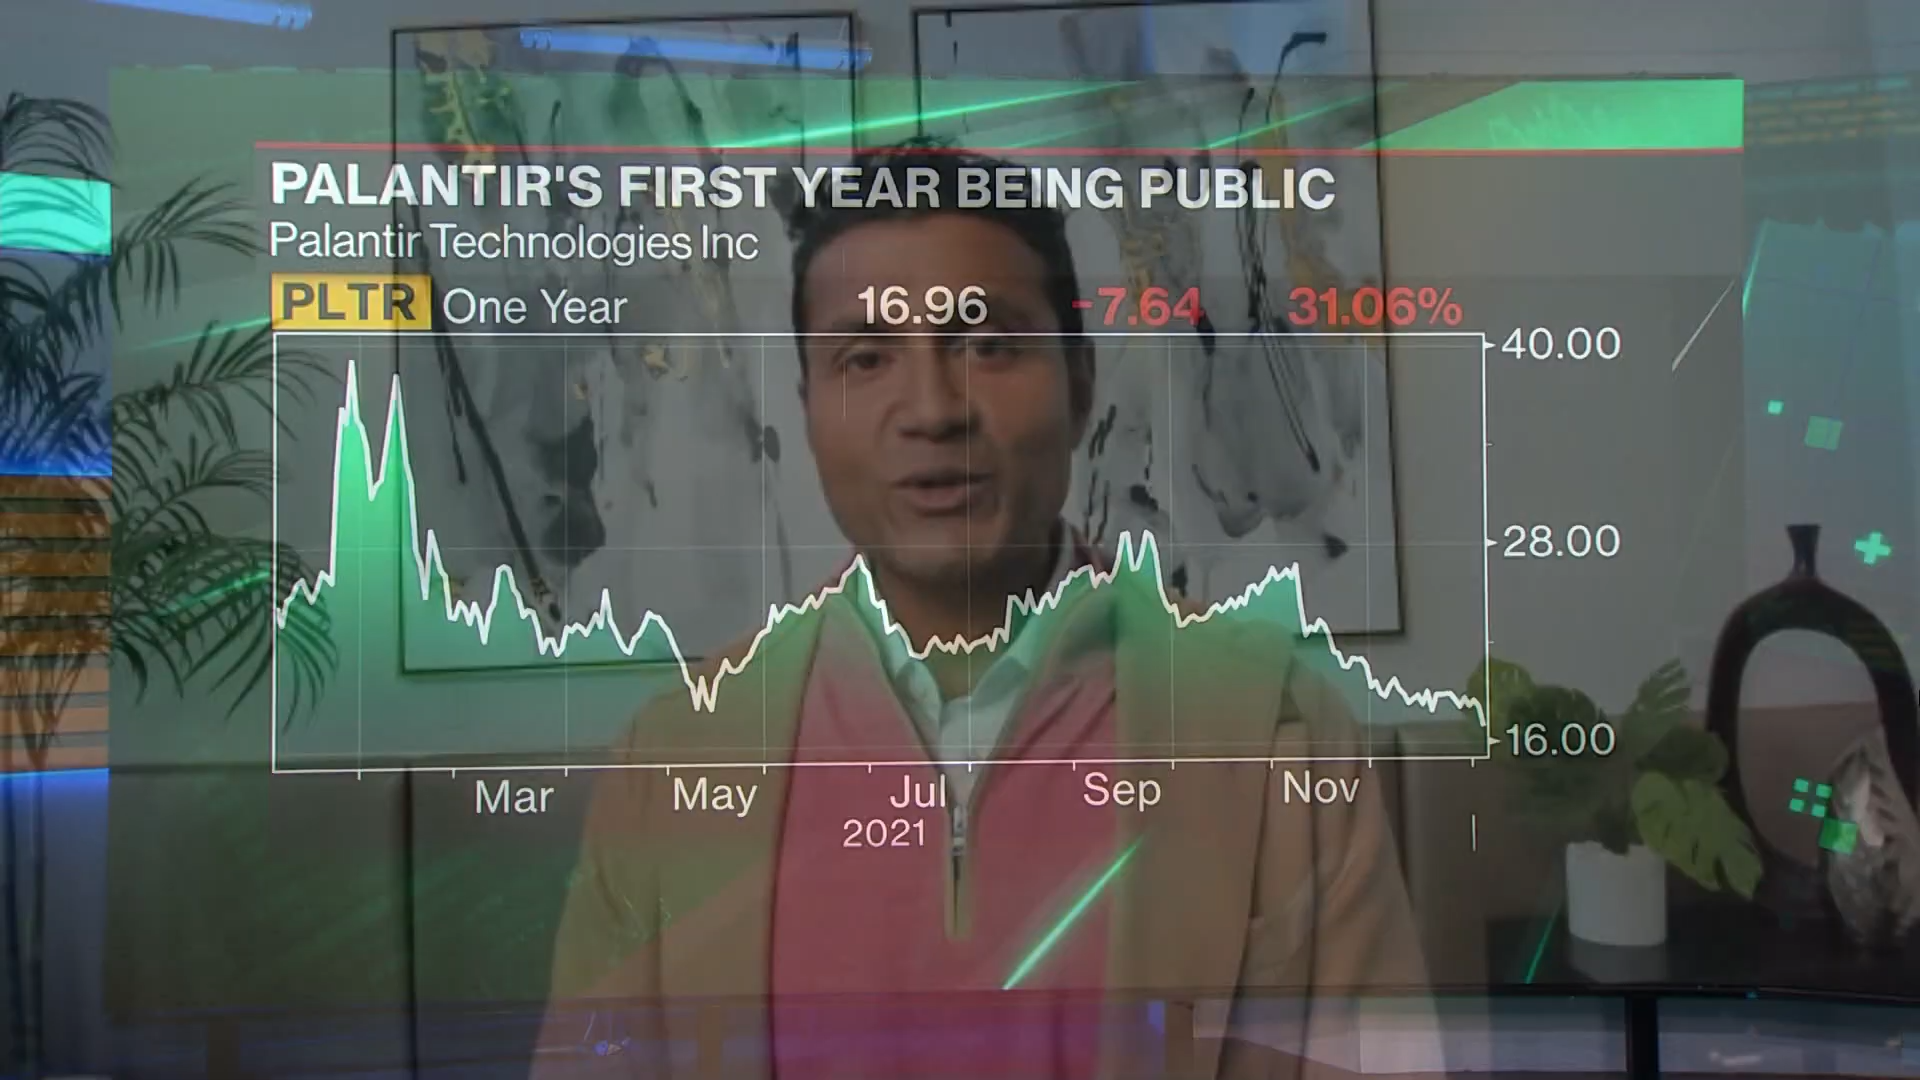 PALANTIR'S FIRST YEAR BEING PUBLIC
Palantir Technologies Inc
PLTR One Year 16.96 -7.64 31.06%
40.00
28.00
16.00
Mar May Jul Sep Nov
2021